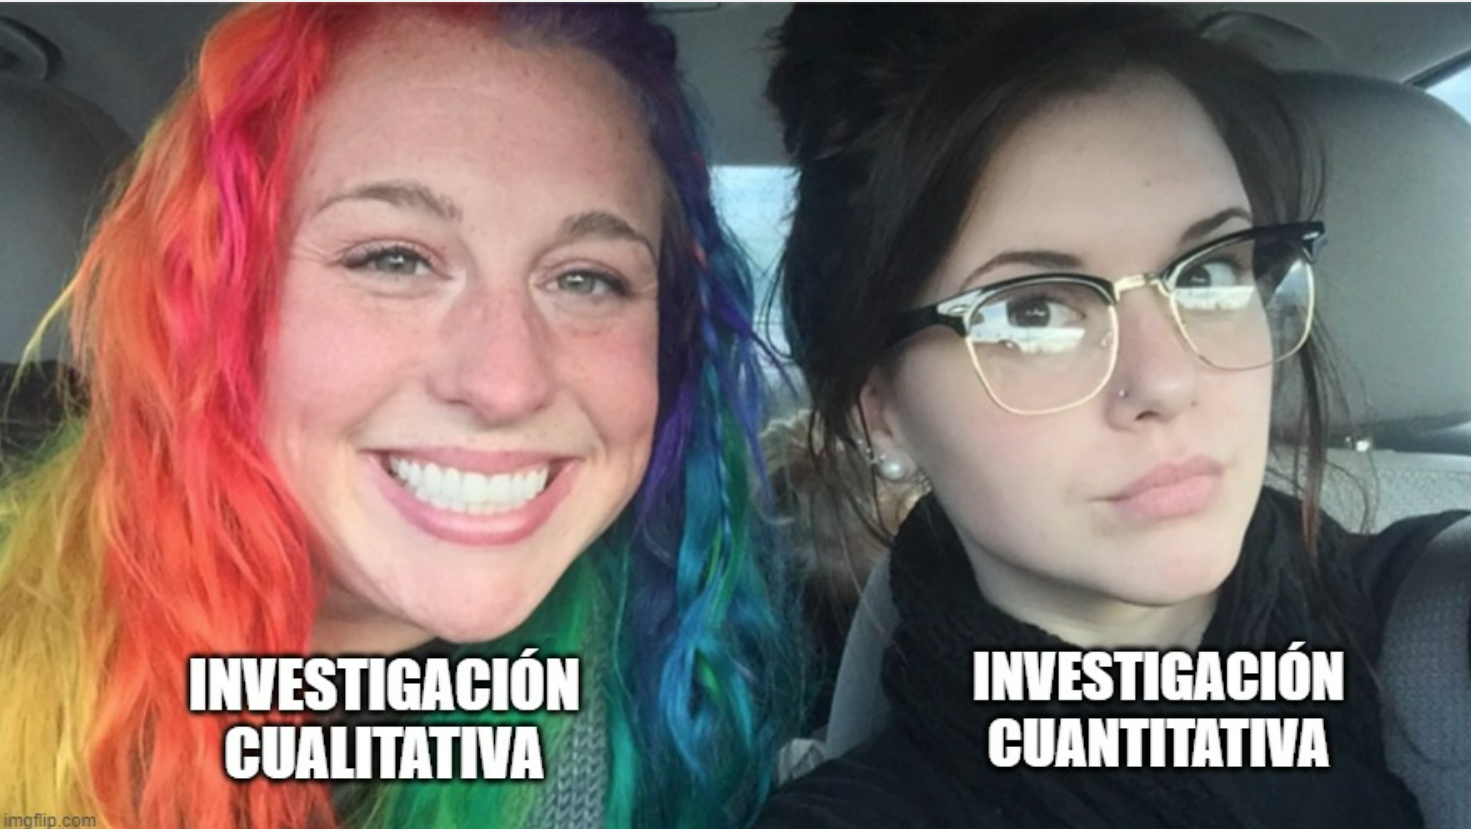 INVESTIGACIÓN
CUALITATIVA
INVESTIGACIÓN
CUANTITATIVA
imgflip.com